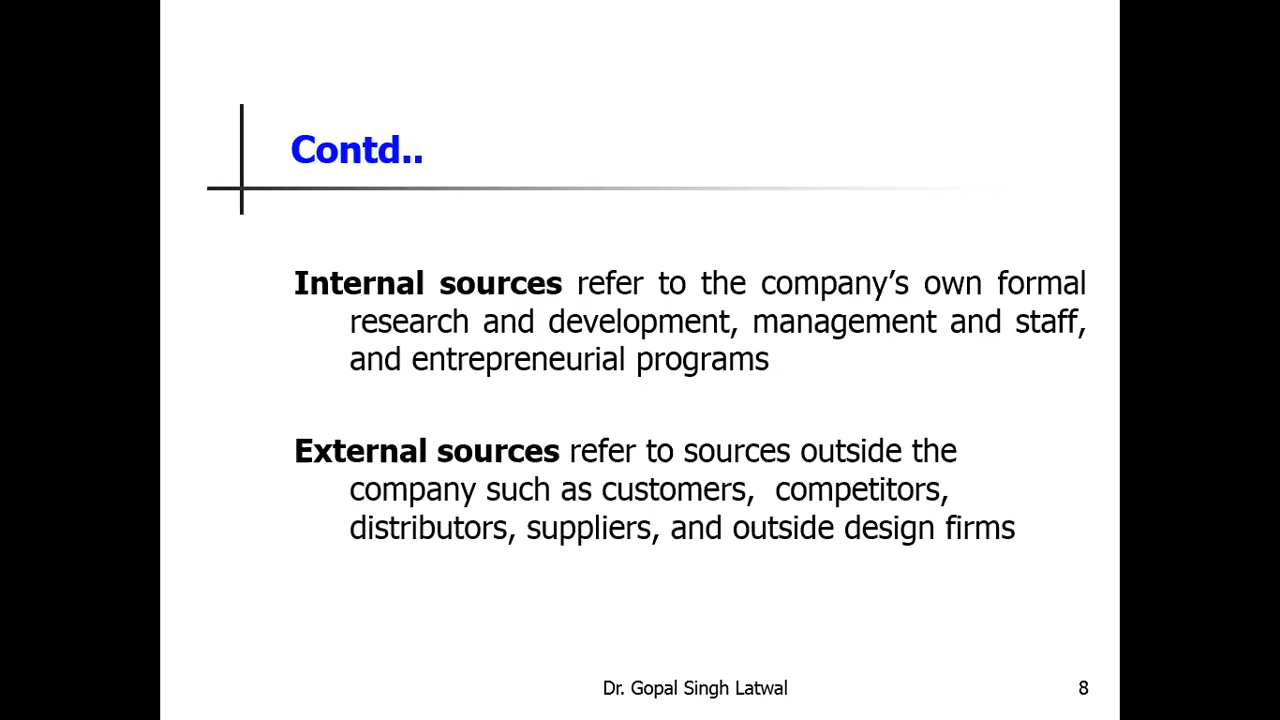 Contd..
Internal sources refer to the company’s own formal
research and development, management and staff,
and entrepreneurial programs
External sources refer to sources outside the
company such as customers,  competitors,
distributors, suppliers, and outside design firms
Dr. Gopal Singh Latwal
8